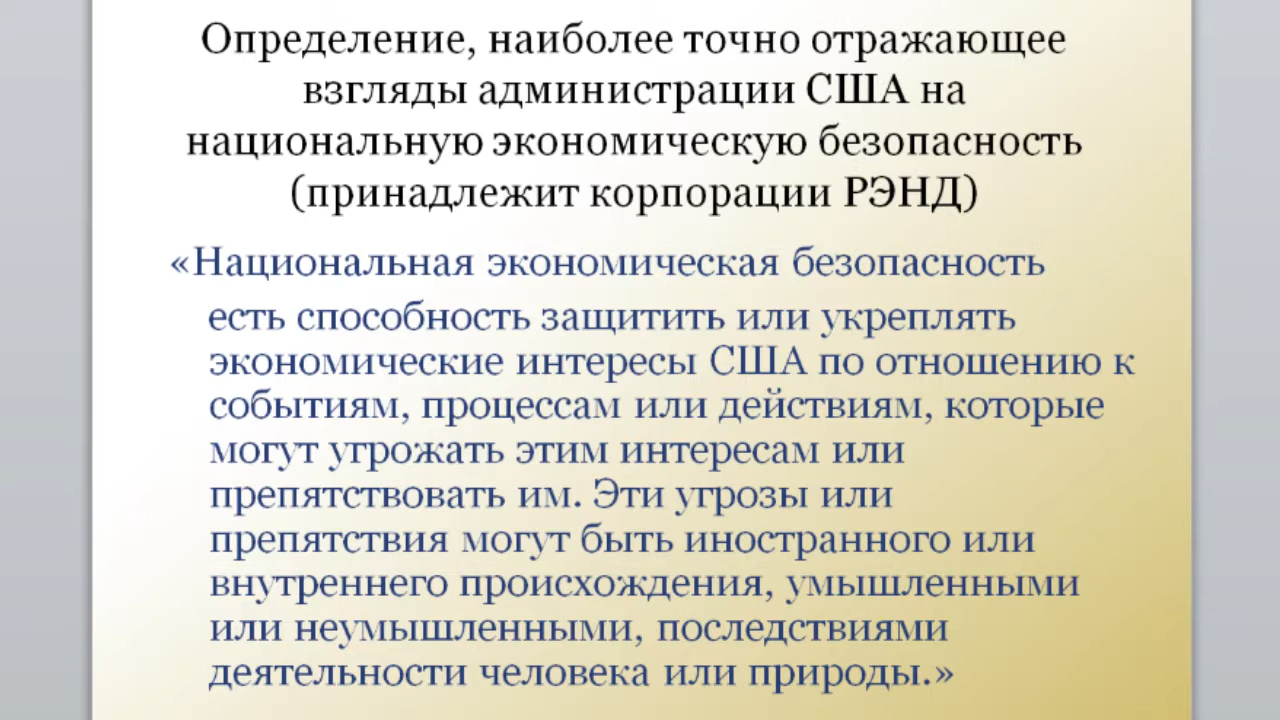 Определение, наиболее точно отражающее
взгляды администрации США на
национальную экономическую безопасность
(принадлежит корпорации РЭНД)
«Национальная экономическая безопасность
есть способность защитить или укреплять
экономические интересы США по отношению к
событиям, процессам или действиям, которые
могут угрожать этим интересам или
препятствовать им. Эти угрозы или
препятствия могут быть иностранного или
внутреннего происхождения, умышленными
или неумышленными, последствиями
деятельности человека или природы.»